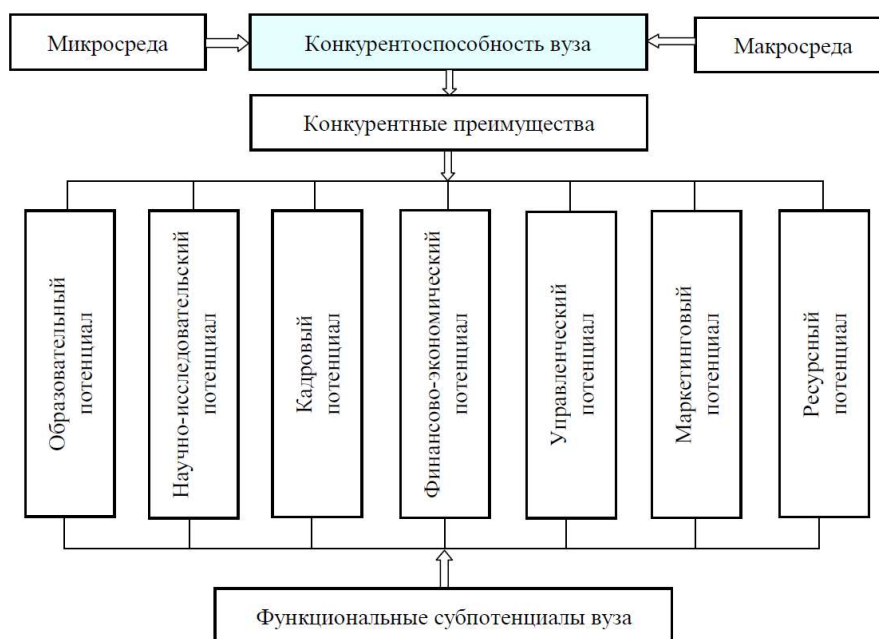 Микросреда
Конкурентоспособность вуза
Макросреда
Конкурентные преимущества
Образовательный
потенциал
Научно-исследовательский
потенциал
Кадровый
потенциал
Финансово-экономический
потенциал
Управленческий
потенциал
Маркетинговый
потенциал
Ресурсный
потенциал
Функциональные субпотенциалы вуза